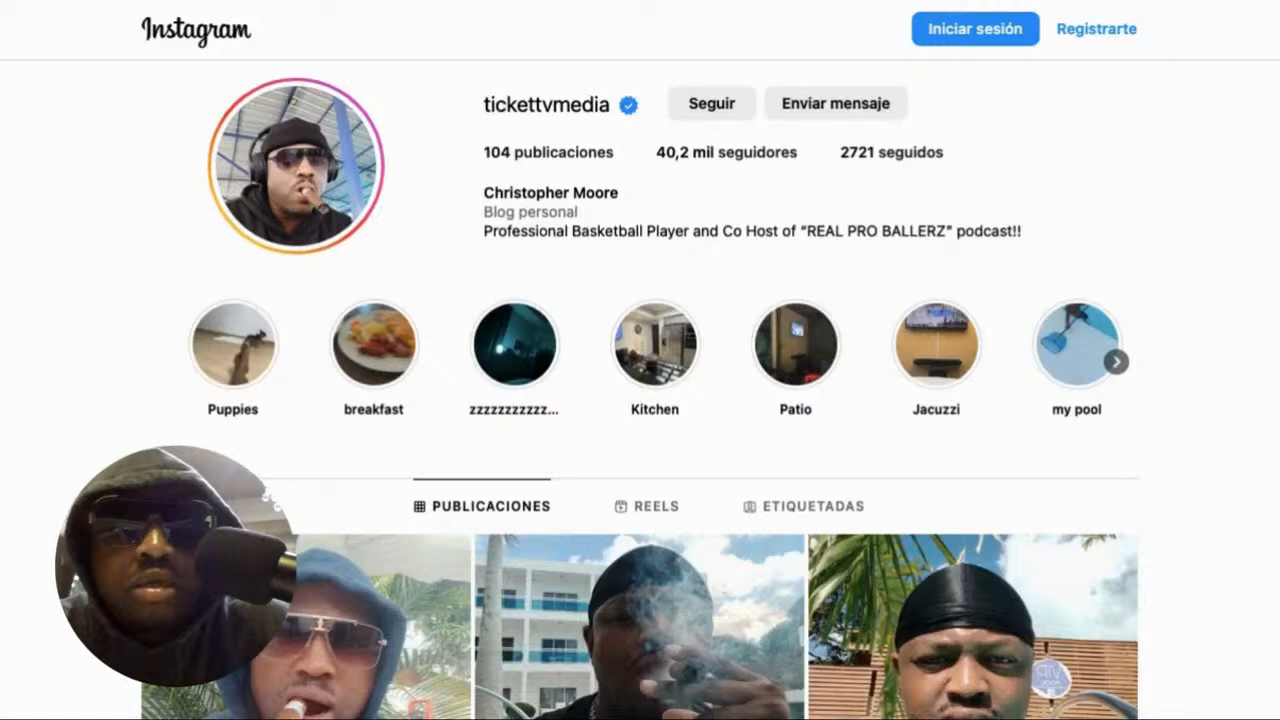 Instagram
Iniciar sesión Registrarte
tickettvmedia Seguir Enviar mensaje
104 publicaciones 40,2 mil seguidores 2721 seguidos
Christopher Moore
Blog personal
Professional Basketball Player and Co Host of “REAL PRO BALLERZ” podcast!!
Puppies breakfast zzzzzzzzzzz... Kitchen Patio Jacuzzi my pool
PUBLICACIONES REELS ETIQUETADAS
VIP